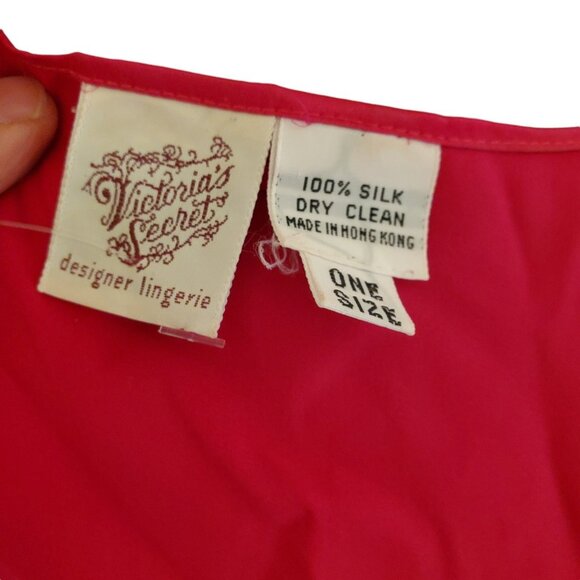 Victoria's
Secret
designer lingerie
100% SILK
DRY CLEAN
MADE IN HONG KONG
ONE
SIZE